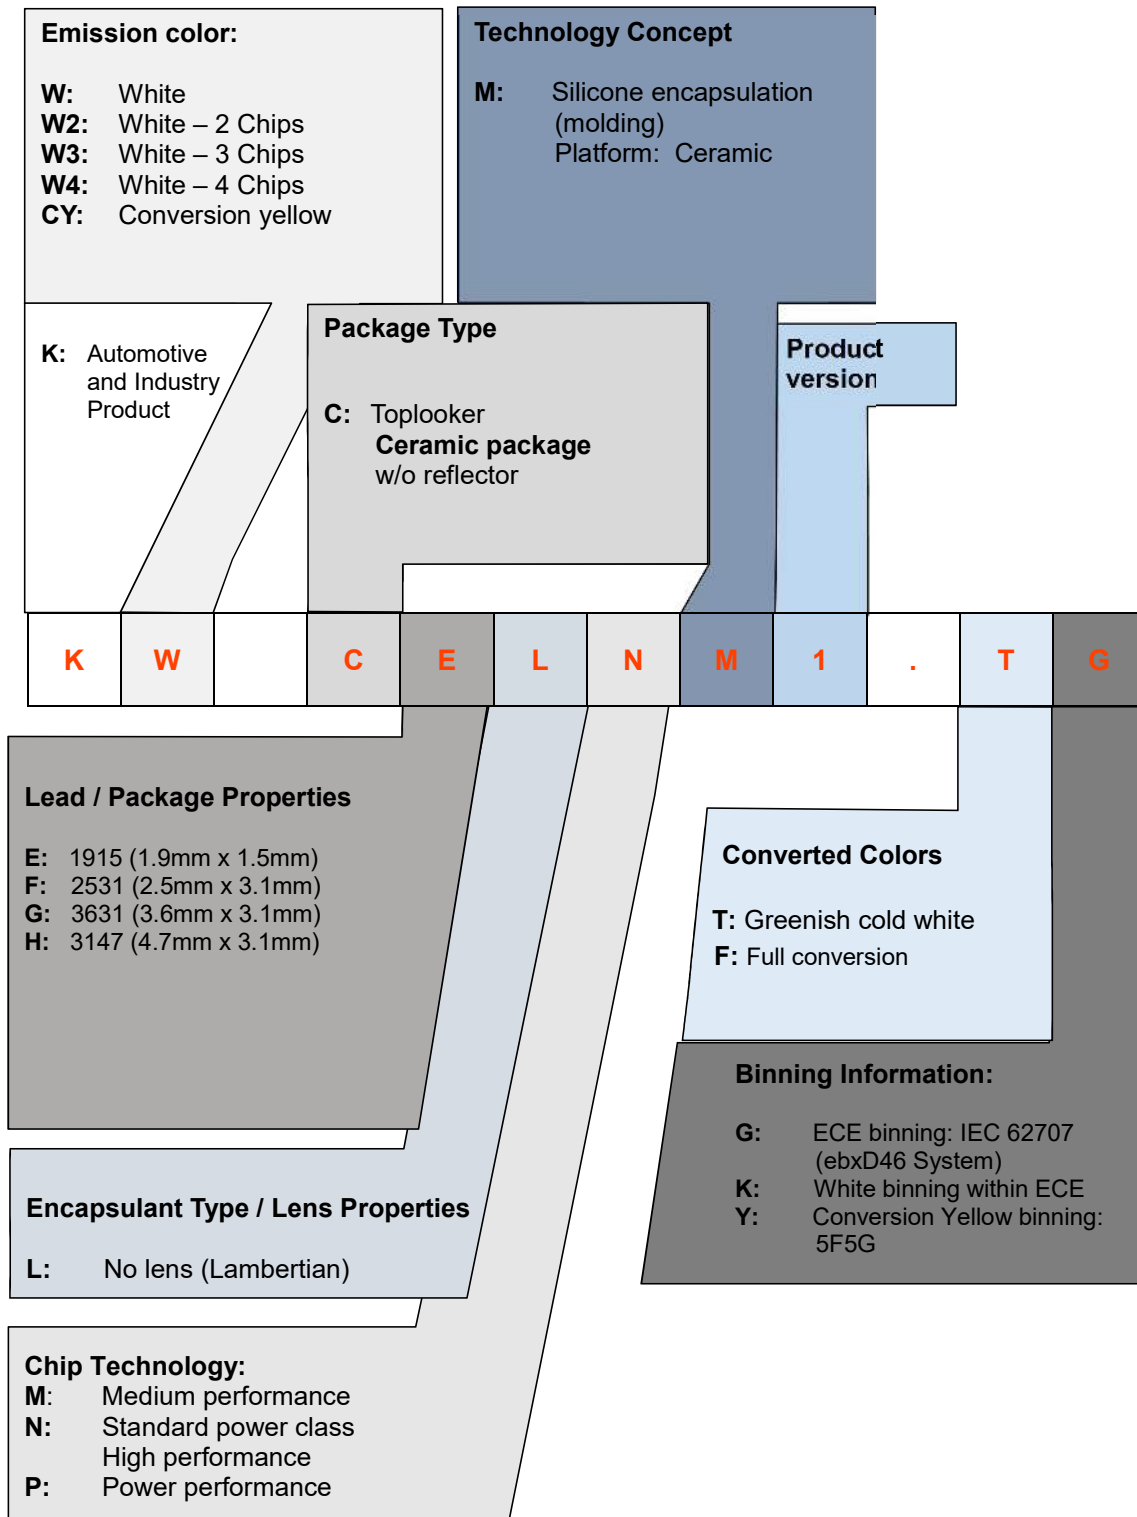 Emission color:
W: White
W2: White – 2 Chips
W3: White – 3 Chips
W4: White – 4 Chips
CY: Conversion yellow
Technology Concept
M: Silicone encapsulation
(molding)
Platform: Ceramic
K: Automotive
and Industry
Product
Package Type
C: Toplooker
Ceramic package
w/o reflector
Product
version
K W C E L N M 1 . T G
Lead / Package Properties
E: 1915 (1.9mm x 1.5mm)
F: 2531 (2.5mm x 3.1mm)
G: 3631 (3.6mm x 3.1mm)
H: 3147 (4.7mm x 3.1mm)
Converted Colors
T: Greenish cold white
F: Full conversion
Binning Information:
G: ECE binning: IEC 62707
(ebxD46 System)
K: White binning within ECE
Y: Conversion Yellow binning:
5F5G
Encapsulant Type / Lens Properties
L: No lens (Lambertian)
Chip Technology:
M: Medium performance
N: Standard power class
High performance
P: Power performance